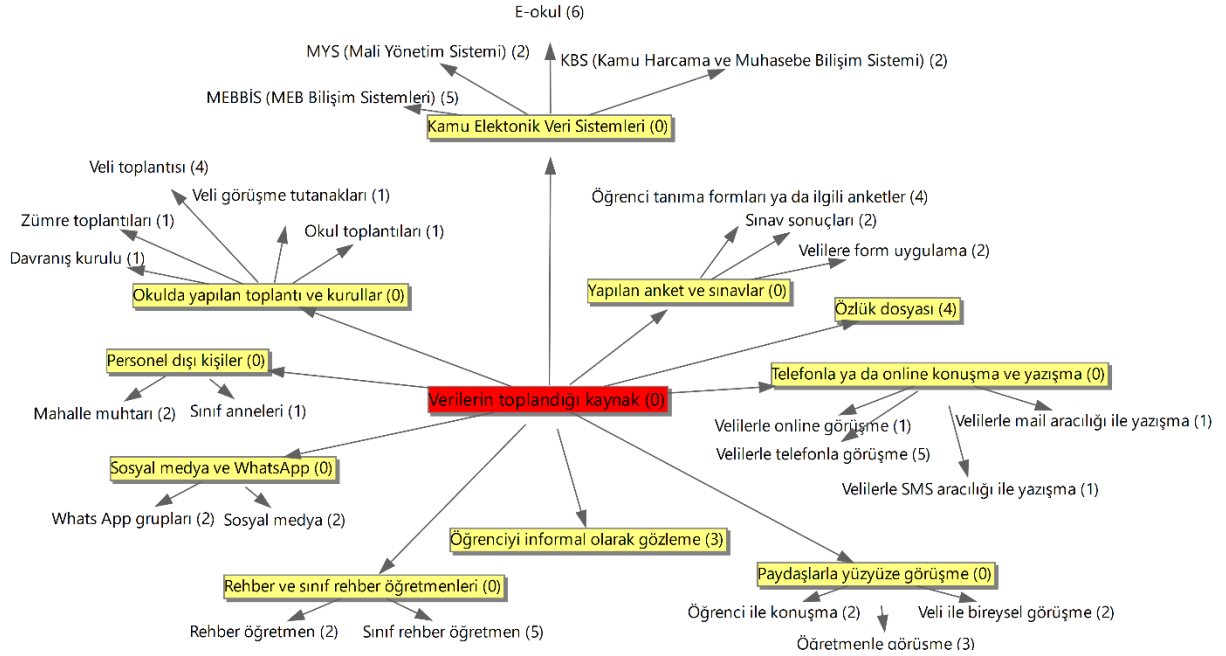 E-okul (6)
MYS (Mali Yönetim Sistemi) (2)
KBS (Kamu Harcama ve Muhasebe Bilişim Sistemi) (2)
MEBBİS (MEB Bilişim Sistemleri) (5)
Kamu Elektonik Veri Sistemleri (0)
Veli toplantısı (4)
Veli görüşme tutanakları (1)
Zümre toplantıları (1)
Okul toplantıları (1)
Davranış kurulu (1)
Okulda yapılan toplantı ve kurullar (0)
Öğrenci tanıma formları ya da ilgili anketler (4)
Sınav sonuçları (2)
Velilere form uygulama (2)
Yapılan anket ve sınavlar (0)
Özlük dosyası (4)
Personel dışı kişiler (0)
Mahalle muhtarı (2)
Sınıf anneleri (1)
Verilerin toplandığı kaynak (0)
Telefonla ya da online konuşma ve yazışma (0)
Velilerle online görüşme (1)
Velilerle mail aracılığı ile yazışma (1)
Velilerle telefonla görüşme (5)
Velilerle SMS aracılığı ile yazışma (1)
Sosyal medya ve WhatsApp (0)
Whats App grupları (2)
Sosyal medya (2)
Öğrenciyi informal olarak gözleme (3)
Rehber ve sınıf rehber öğretmenleri (0)
Rehber öğretmen (2)
Sınıf rehber öğretmen (5)
Paydaşlarla yüzyüze görüşme (0)
Öğrenci ile konuşma (2)
Veli ile bireysel görüşme (2)
Öğretmenle görüşme (3)